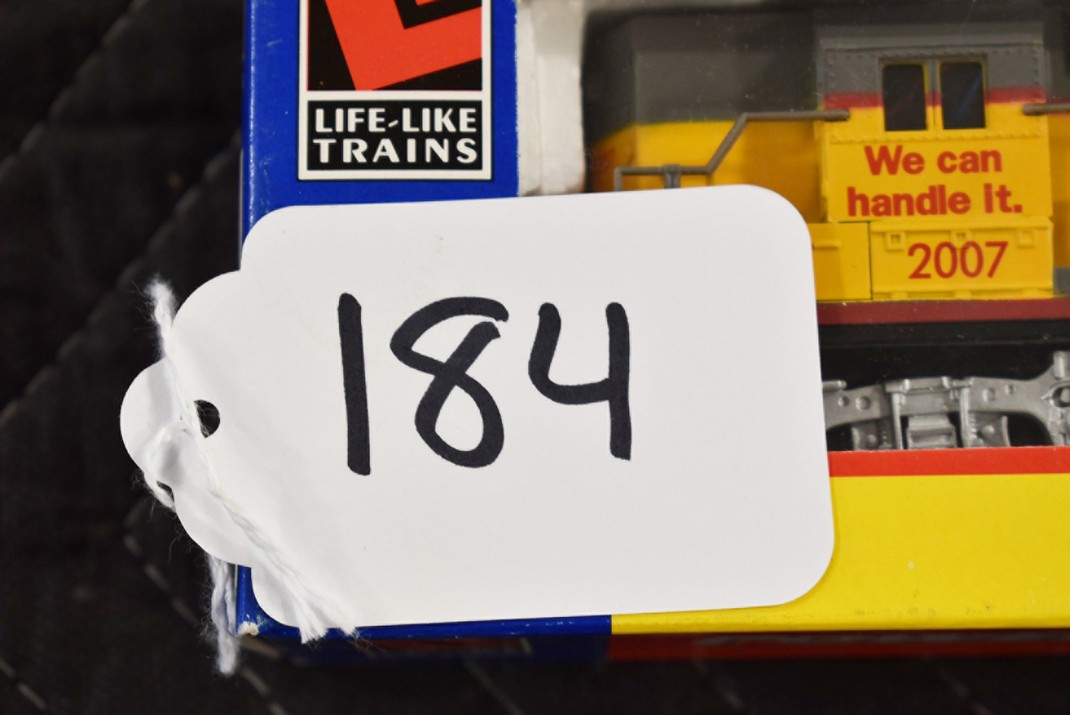 LIFE-LIKE
TRAINS
We can
handle it.
2007
184